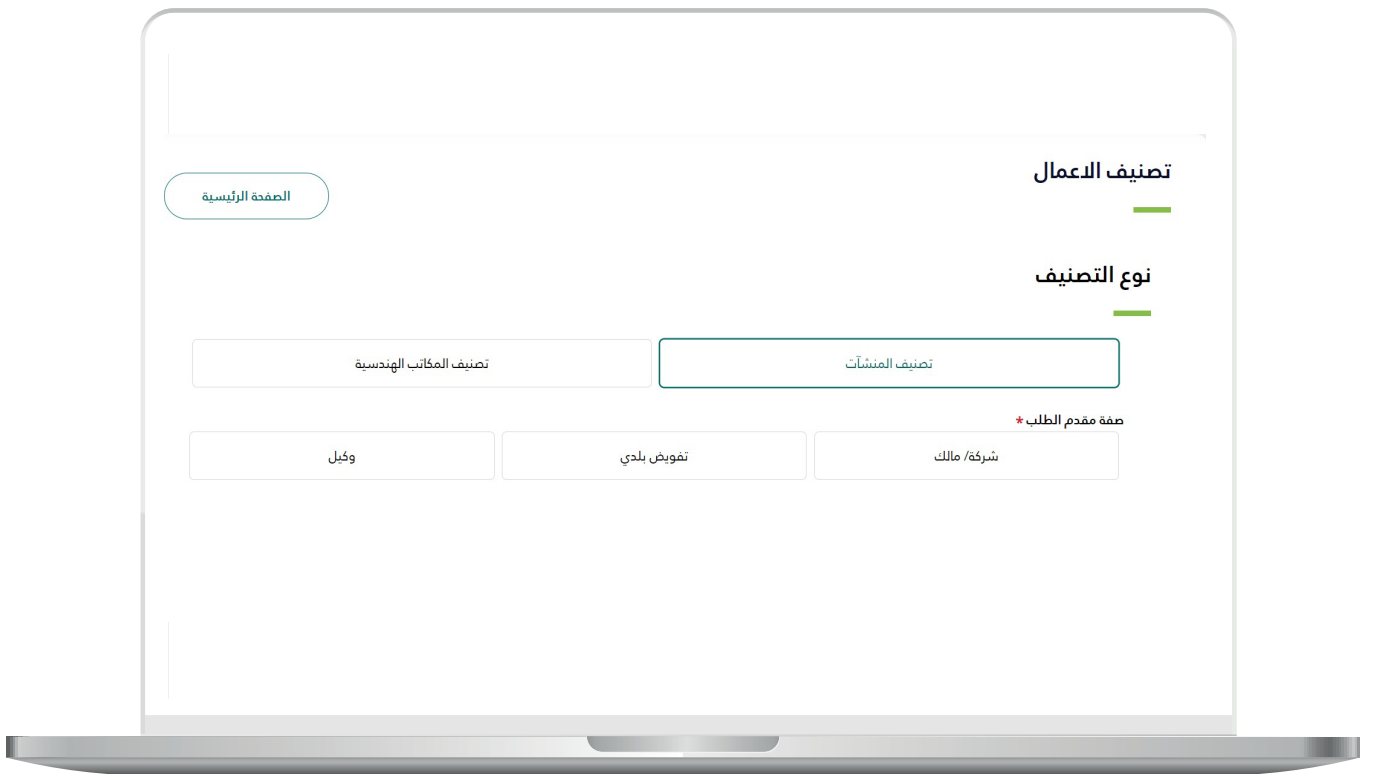 تصنيف الاعمال
الصفحة الرئيسية
نوع التصنيف
تصنيف المنشآت
تصنيف المكاتب الهندسية
صفة مقدم الطلب *
شركة/ مالك
تفويض بلدي
وكيل